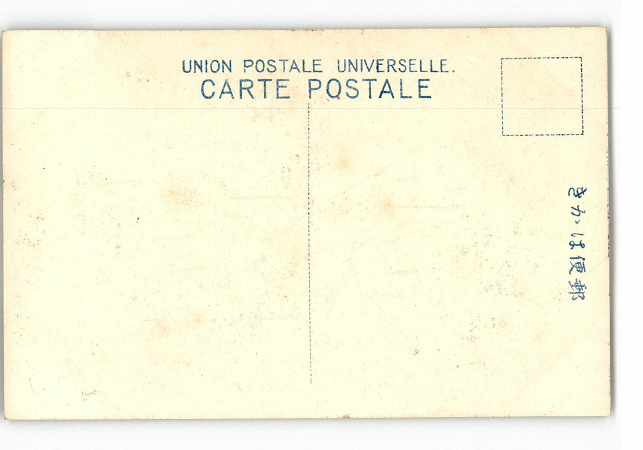 UNION POSTALE UNIVERSELLE.
CARTE POSTALE
きかは便郵